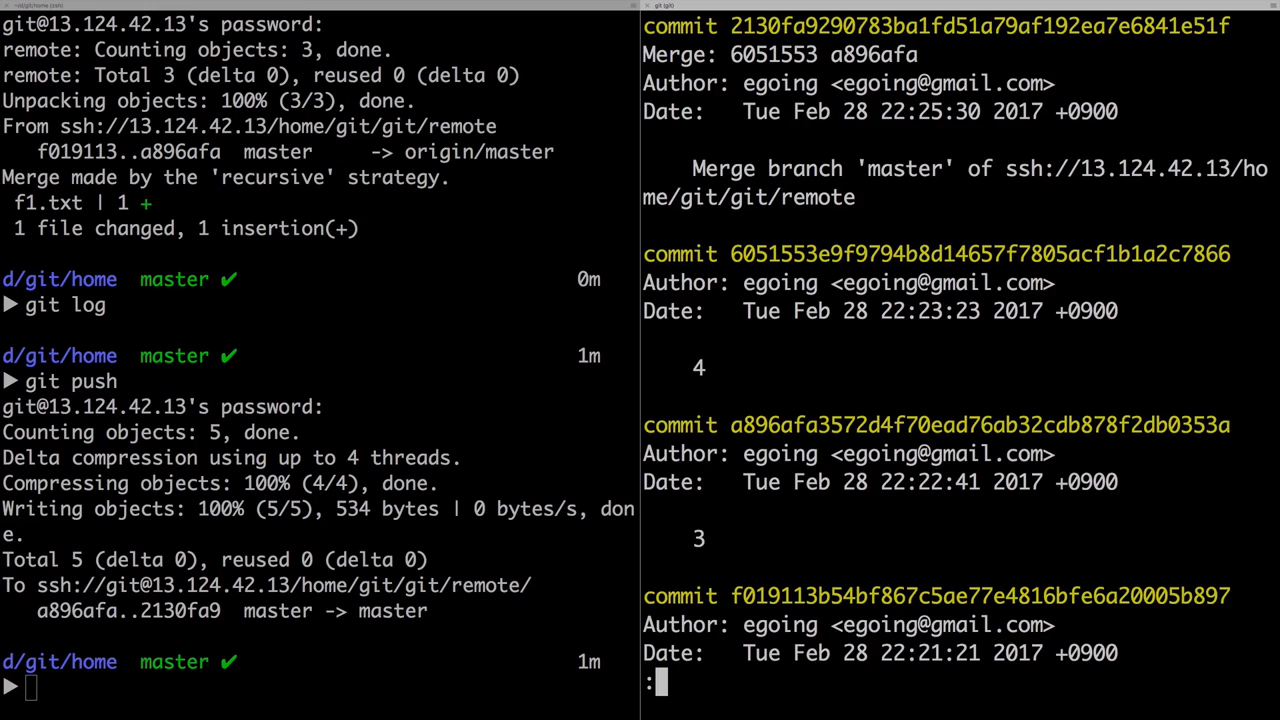 ~/d/git/home (zsh)
git@13.124.42.13's password:
remote: Counting objects: 3, done.
remote: Total 3 (delta 0), reused 0 (delta 0)
Unpacking objects: 100% (3/3), done.
From ssh://13.124.42.13/home/git/git/remote
   f019113..a896afa  master     -> origin/master
Merge made by the 'recursive' strategy.
 f1.txt | 1 +
 1 file changed, 1 insertion(+)
d/git/home  master ✔ 0m
▶ git log
d/git/home  master ✔ 1m
▶ git push
git@13.124.42.13's password:
Counting objects: 5, done.
Delta compression using up to 4 threads.
Compressing objects: 100% (4/4), done.
Writing objects: 100% (5/5), 534 bytes | 0 bytes/s, don
e.
Total 5 (delta 0), reused 0 (delta 0)
To ssh://git@13.124.42.13/home/git/git/remote/
   a896afa..2130fa9  master -> master
d/git/home  master ✔ 1m
▶
git (git)
commit 2130fa9290783ba1fd51a79af192ea7e6841e51f
Merge: 6051553 a896afa
Author: egoing <egoing@gmail.com>
Date:   Tue Feb 28 22:25:30 2017 +0900
    Merge branch 'master' of ssh://13.124.42.13/ho
me/git/git/remote
commit 6051553e9f9794b8d14657f7805acf1b1a2c7866
Author: egoing <egoing@gmail.com>
Date:   Tue Feb 28 22:23:23 2017 +0900
    4
commit a896afa3572d4f70ead76ab32cdb878f2db0353a
Author: egoing <egoing@gmail.com>
Date:   Tue Feb 28 22:22:41 2017 +0900
    3
commit f019113b54bf867c5ae77e4816bfe6a20005b897
Author: egoing <egoing@gmail.com>
Date:   Tue Feb 28 22:21:21 2017 +0900
: